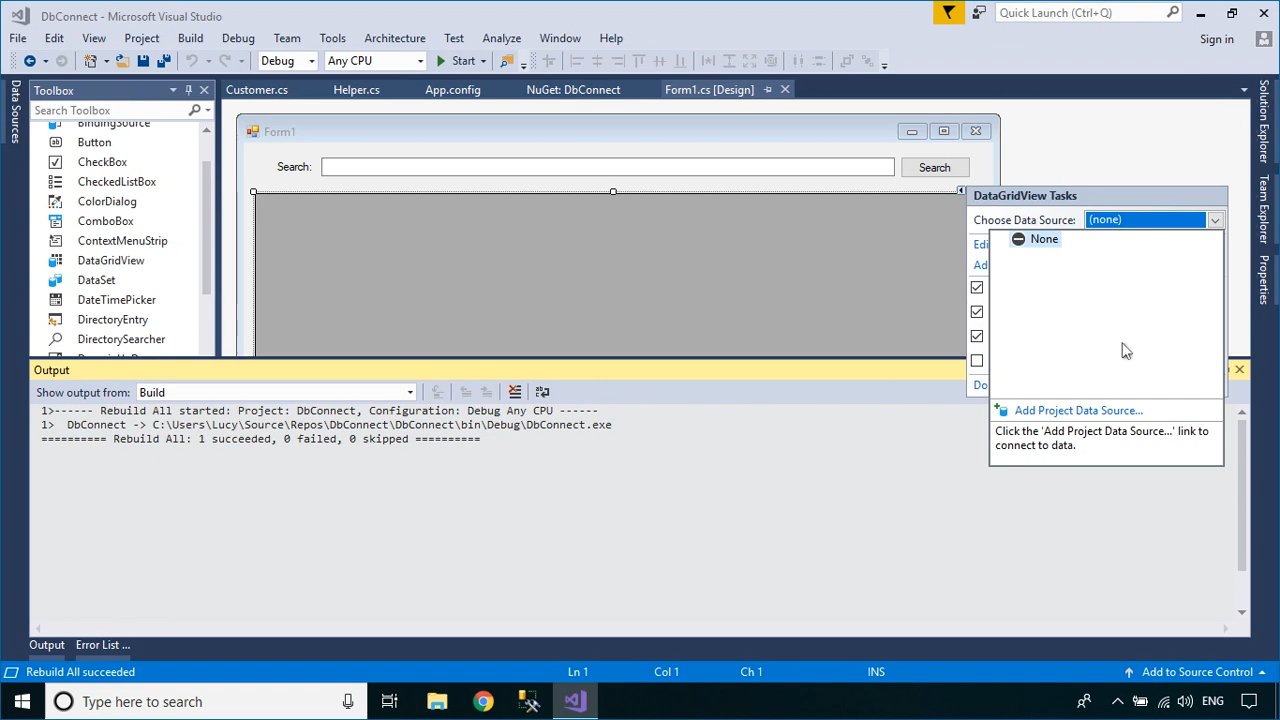 DbConnect - Microsoft Visual Studio
Quick Launch (Ctrl+Q)
File Edit View Project Build Debug Team Tools Architecture Test Analyze Window Help
Sign in
Debug Any CPU Start
Data Sources
Toolbox
Search Toolbox
BindingSource
Button
CheckBox
CheckedListBox
ColorDialog
ComboBox
ContextMenuStrip
DataGridView
DataSet
DateTimePicker
DirectoryEntry
DirectorySearcher
Customer.cs Helper.cs App.config NuGet: DbConnect Form1.cs [Design]
Form1
Search: Search
DataGridView Tasks
Choose Data Source: (none)
Edi
Ad
Do
None
Add Project Data Source...
Click the 'Add Project Data Source...' link to
connect to data.
Solution Explorer
Team Explorer
Properties
Output
Show output from: Build
1>------ Rebuild All started: Project: DbConnect, Configuration: Debug Any CPU ------
1> DbConnect -> C:\Users\Lucy\Source\Repos\DbConnect\DbConnect\bin\Debug\DbConnect.exe
========== Rebuild All: 1 succeeded, 0 failed, 0 skipped ==========
Output Error List ...
Rebuild All succeeded Ln 1 Col 1 Ch 1 INS Add to Source Control
Type here to search
ENG